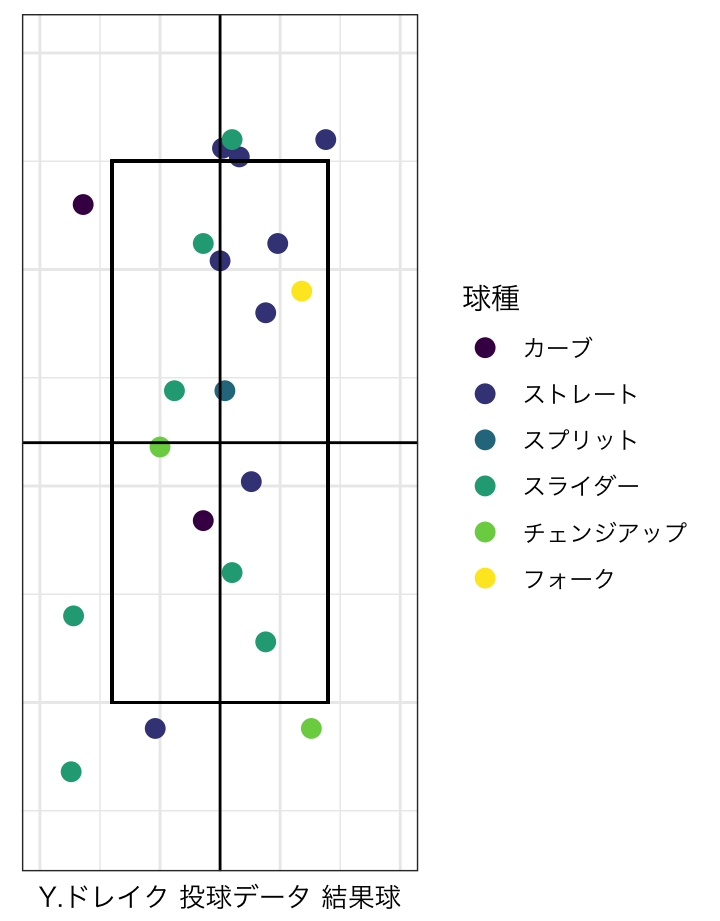 球種
カーブ
ストレート
スプリット
スライダー
チェンジアップ
フォーク
Y.ドレイク 投球データ 結果球